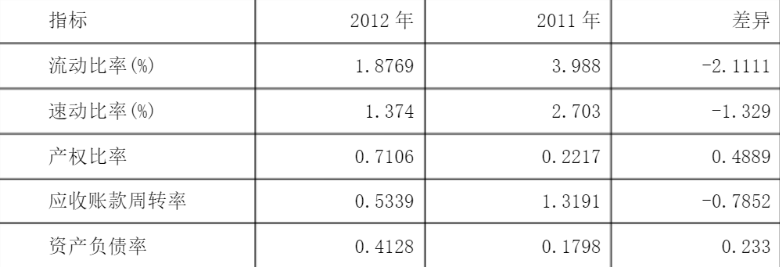 指标 2012 年 2011 年 差异
流动比率(%) 1.8769 3.988 -2.1111
速动比率(%) 1.374 2.703 -1.329
产权比率 0.7106 0.2217 0.4889
应收账款周转率 0.5339 1.3191 -0.7852
资产负债率 0.4128 0.1798 0.233